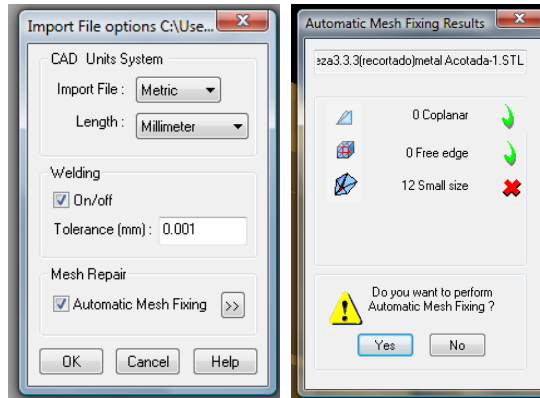 Import File options C:\Use...
CAD Units System
Import File : Metric
Length : Millimeter
Welding
On/off
Tolerance (mm) : 0.001
Mesh Repair
Automatic Mesh Fixing >>
OK Cancel Help
Automatic Mesh Fixing Results
eza3.3.3(recortado)metal Acotada-1.STL
0 Coplanar
0 Free edge
12 Small size
Do you want to perform
Automatic Mesh Fixing ?
Yes No